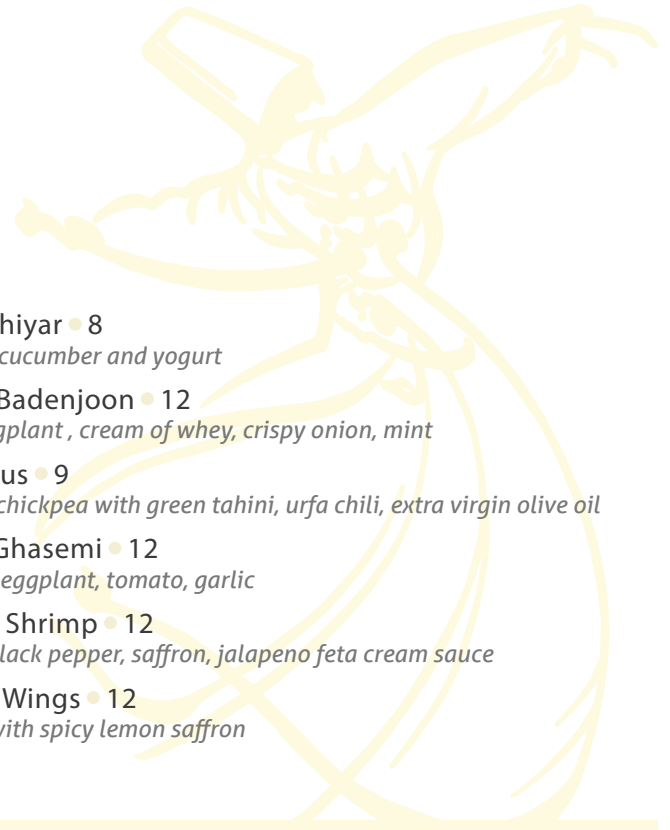 hiyar • 8
cucumber and yogurt
Badenjoon • 12
gplant , cream of whey, crispy onion, mint
us • 9
chickpea with green tahini, urfa chili, extra virgin olive oil
Ghasemi • 12
eggplant, tomato, garlic
Shrimp • 12
lack pepper, saffron, jalapeno feta cream sauce
Wings • 12
with spicy lemon saffron